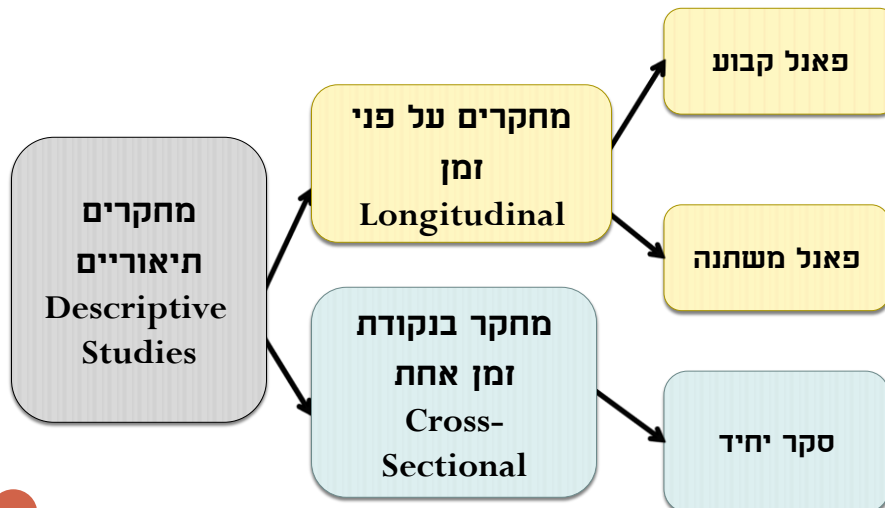 מחקרים
תיאוריים
Descriptive
Studies
מחקרים על פני
זמן
Longitudinal
פאנל קבוע
פאנל משתנה
מחקר בנקודת
זמן אחת
Cross-
Sectional
סקר יחיד